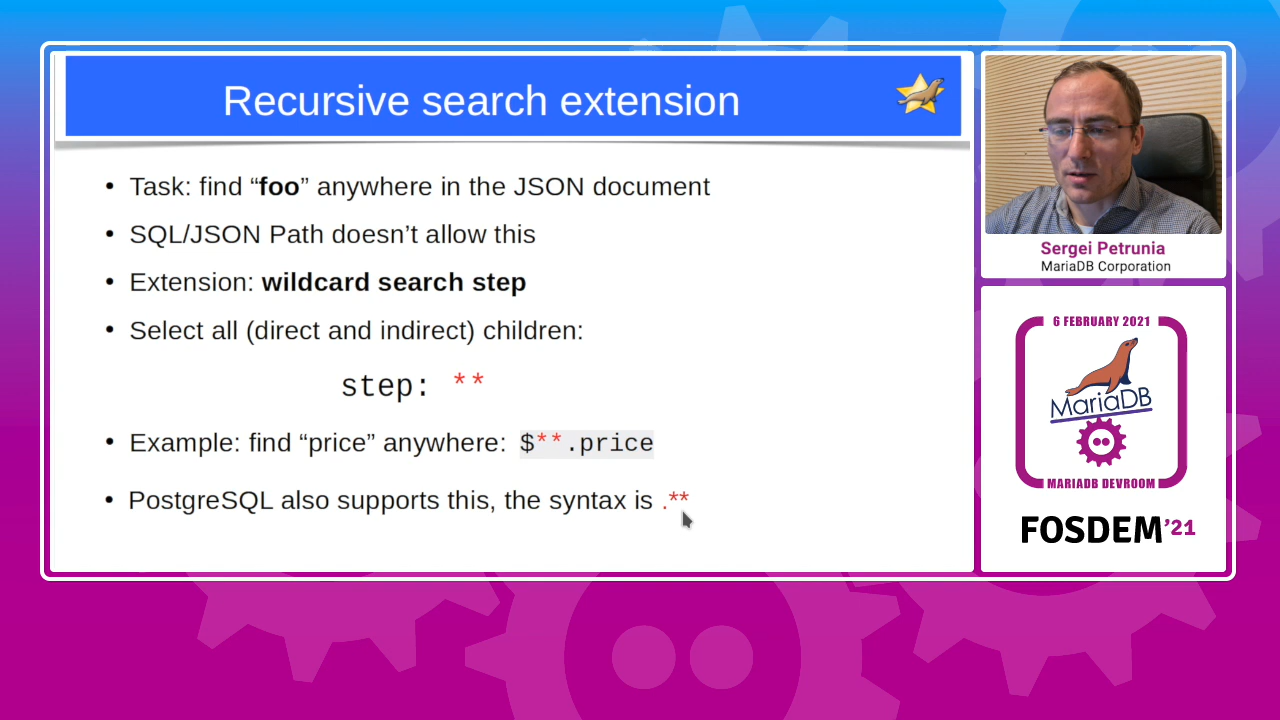 Recursive search extension
• Task: find “foo” anywhere in the JSON document
• SQL/JSON Path doesn’t allow this
• Extension: wildcard search step
• Select all (direct and indirect) children:
step: **
• Example: find “price” anywhere: $**.price
• PostgreSQL also supports this, the syntax is .**
Sergei Petrunia
MariaDB Corporation
6 FEBRUARY 2021
MariaDB
MARIADB DEVROOM
FOSDEM’21